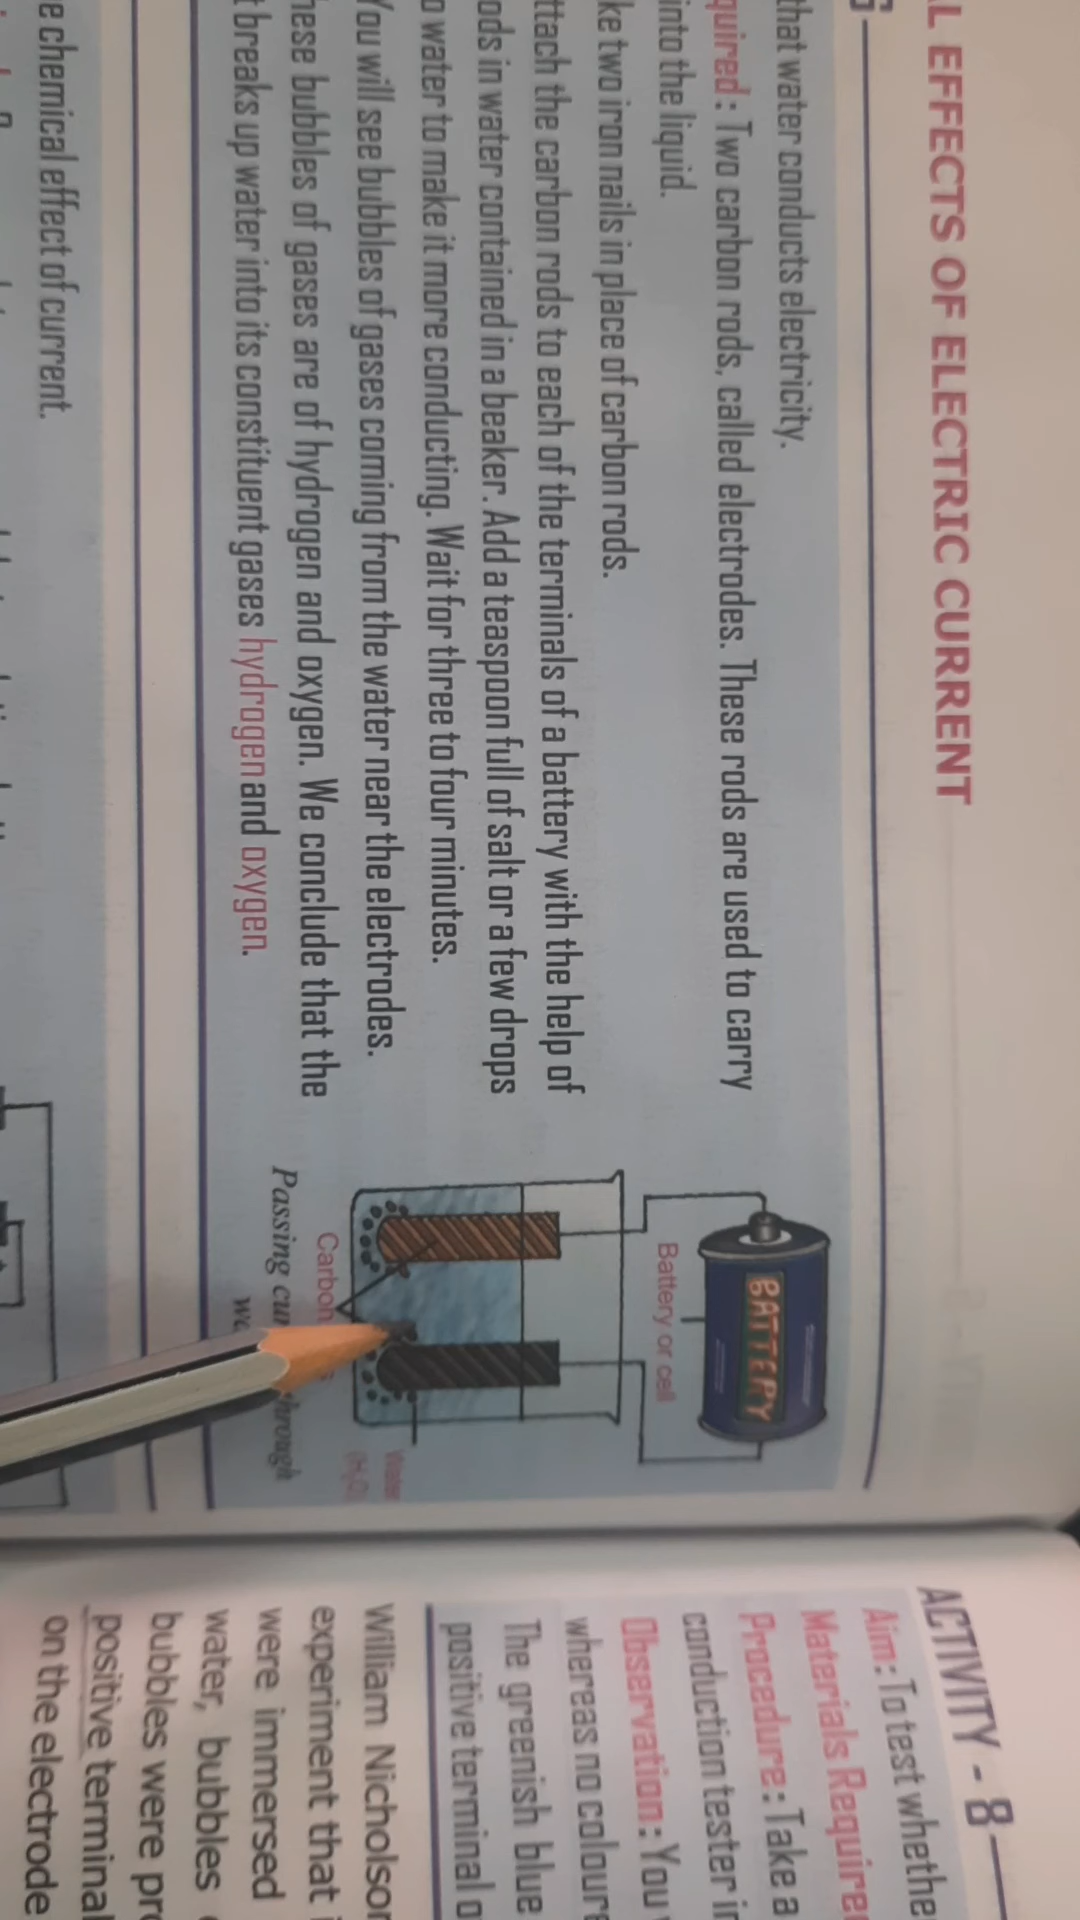 L EFFECTS OF ELECTRIC CURRENT
that water conducts electricity.
quired : Two carbon rods, called electrodes. These rods are used to carry
into the liquid.
ke two iron nails in place of carbon rods.
ttach the carbon rods to each of the terminals of a battery with the help of
ods in water contained in a beaker. Add a teaspoon full of salt or a few drops
o water to make it more conducting. Wait for three to four minutes.
You will see bubbles of gases coming from the water near the electrodes.
hese bubbles of gases are of hydrogen and oxygen. We conclude that the
t breaks up water into its constituent gases hydrogen and oxygen.
BATTERY
Battery or cell
Water
(H₂O)
Carbon
Passing cu hrough
wa
e chemical effect of current.
ACTIVITY - 8
Aim : To test whethe
Materials Require
Procedure : Take a
conduction tester in
Observation : You
whereas no colour
The greenish blue
positive terminal o
William Nicholson
experiment that i
were immersed
water, bubbles
bubbles were pro
positive terminal
on the electrode